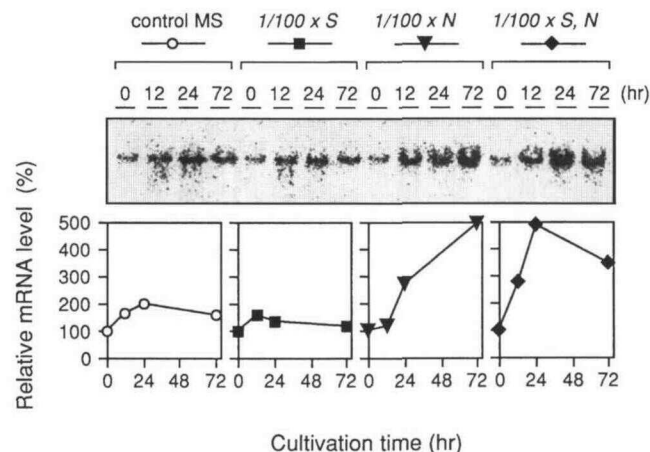 control MS 1/100 x S 1/100 x N 1/100 x S, N
0 12 24 72 0 12 24 72 0 12 24 72 0 12 24 72 (hr)
Relative mRNA level (%)
500
400
300
200
100
0
0 24 48 72 0 24 48 72 0 24 48 72 0 24 48 72
Cultivation time (hr)